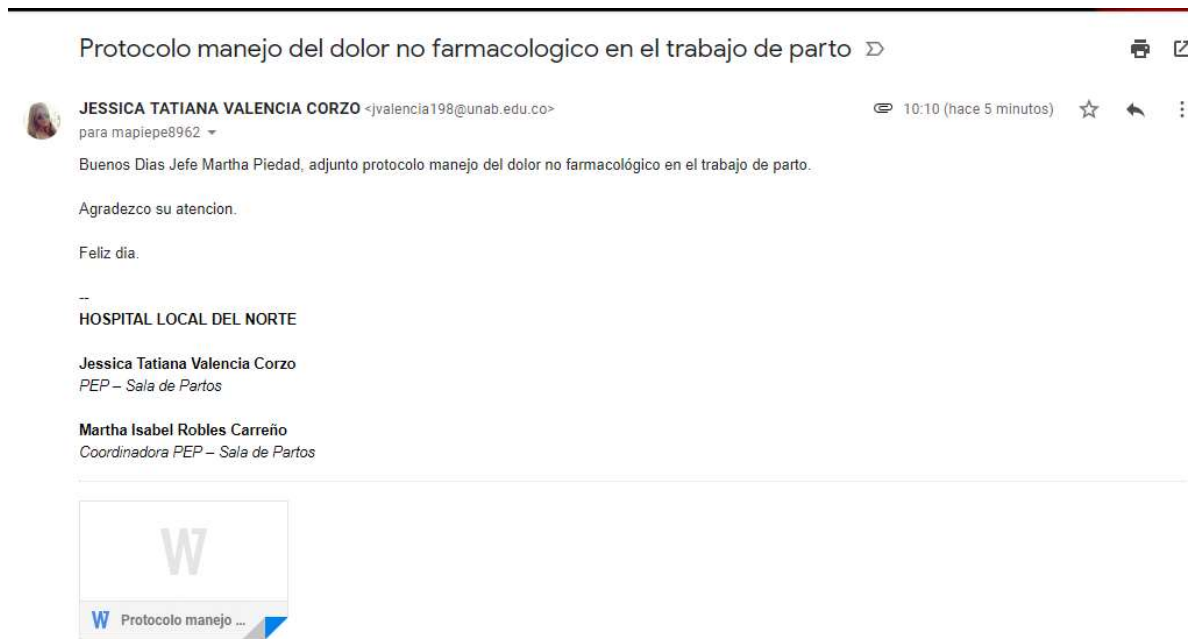 Protocolo manejo del dolor no farmacologico en el trabajo de parto
JESSICA TATIANA VALENCIA CORZO <jvalencia198@unab.edu.co>
10:10 (hace 5 minutos)
para mapiepe8962
Buenos Dias Jefe Martha Piedad, adjunto protocolo manejo del dolor no farmacológico en el trabajo de parto.
Agradezco su atencion.
Feliz dia.
--
HOSPITAL LOCAL DEL NORTE
Jessica Tatiana Valencia Corzo
PEP – Sala de Partos
Martha Isabel Robles Carreño
Coordinadora PEP – Sala de Partos
W
W Protocolo manejo ...